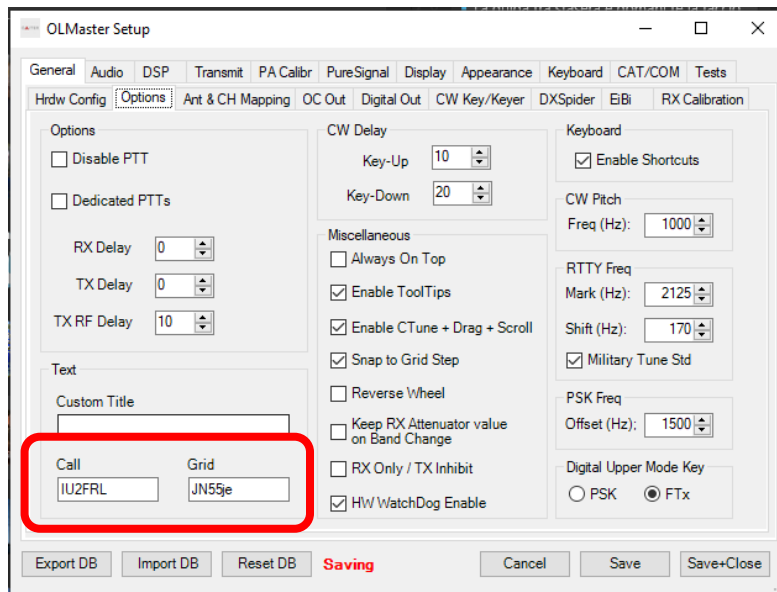 OLMaster Setup
General Audio DSP Transmit PA Calibr PureSignal Display Appearance Keyboard CAT/COM Tests
Hrdw Config Options Ant & CH Mapping OC Out Digital Out CW Key/Keyer DXSpider EiBi RX Calibration
Options
Disable PTT
Dedicated PTTs
RX Delay 0
TX Delay 0
TX RF Delay 10
Text
Custom Title
Call Grid
IU2FRL JN55je
CW Delay
Key-Up 10
Key-Down 20
Miscellaneous
Always On Top
Enable ToolTips
Enable CTune + Drag + Scroll
Snap to Grid Step
Reverse Wheel
Keep RX Attenuator value
on Band Change
RX Only / TX Inhibit
HW WatchDog Enable
Keyboard
Enable Shortcuts
CW Pitch
Freq (Hz): 1000
RTTY Freq
Mark (Hz): 2125
Shift (Hz): 170
Military Tune Std
PSK Freq
Offset (Hz): 1500
Digital Upper Mode Key
PSK FTx
Export DB Import DB Reset DB Saving Cancel Save Save+Close